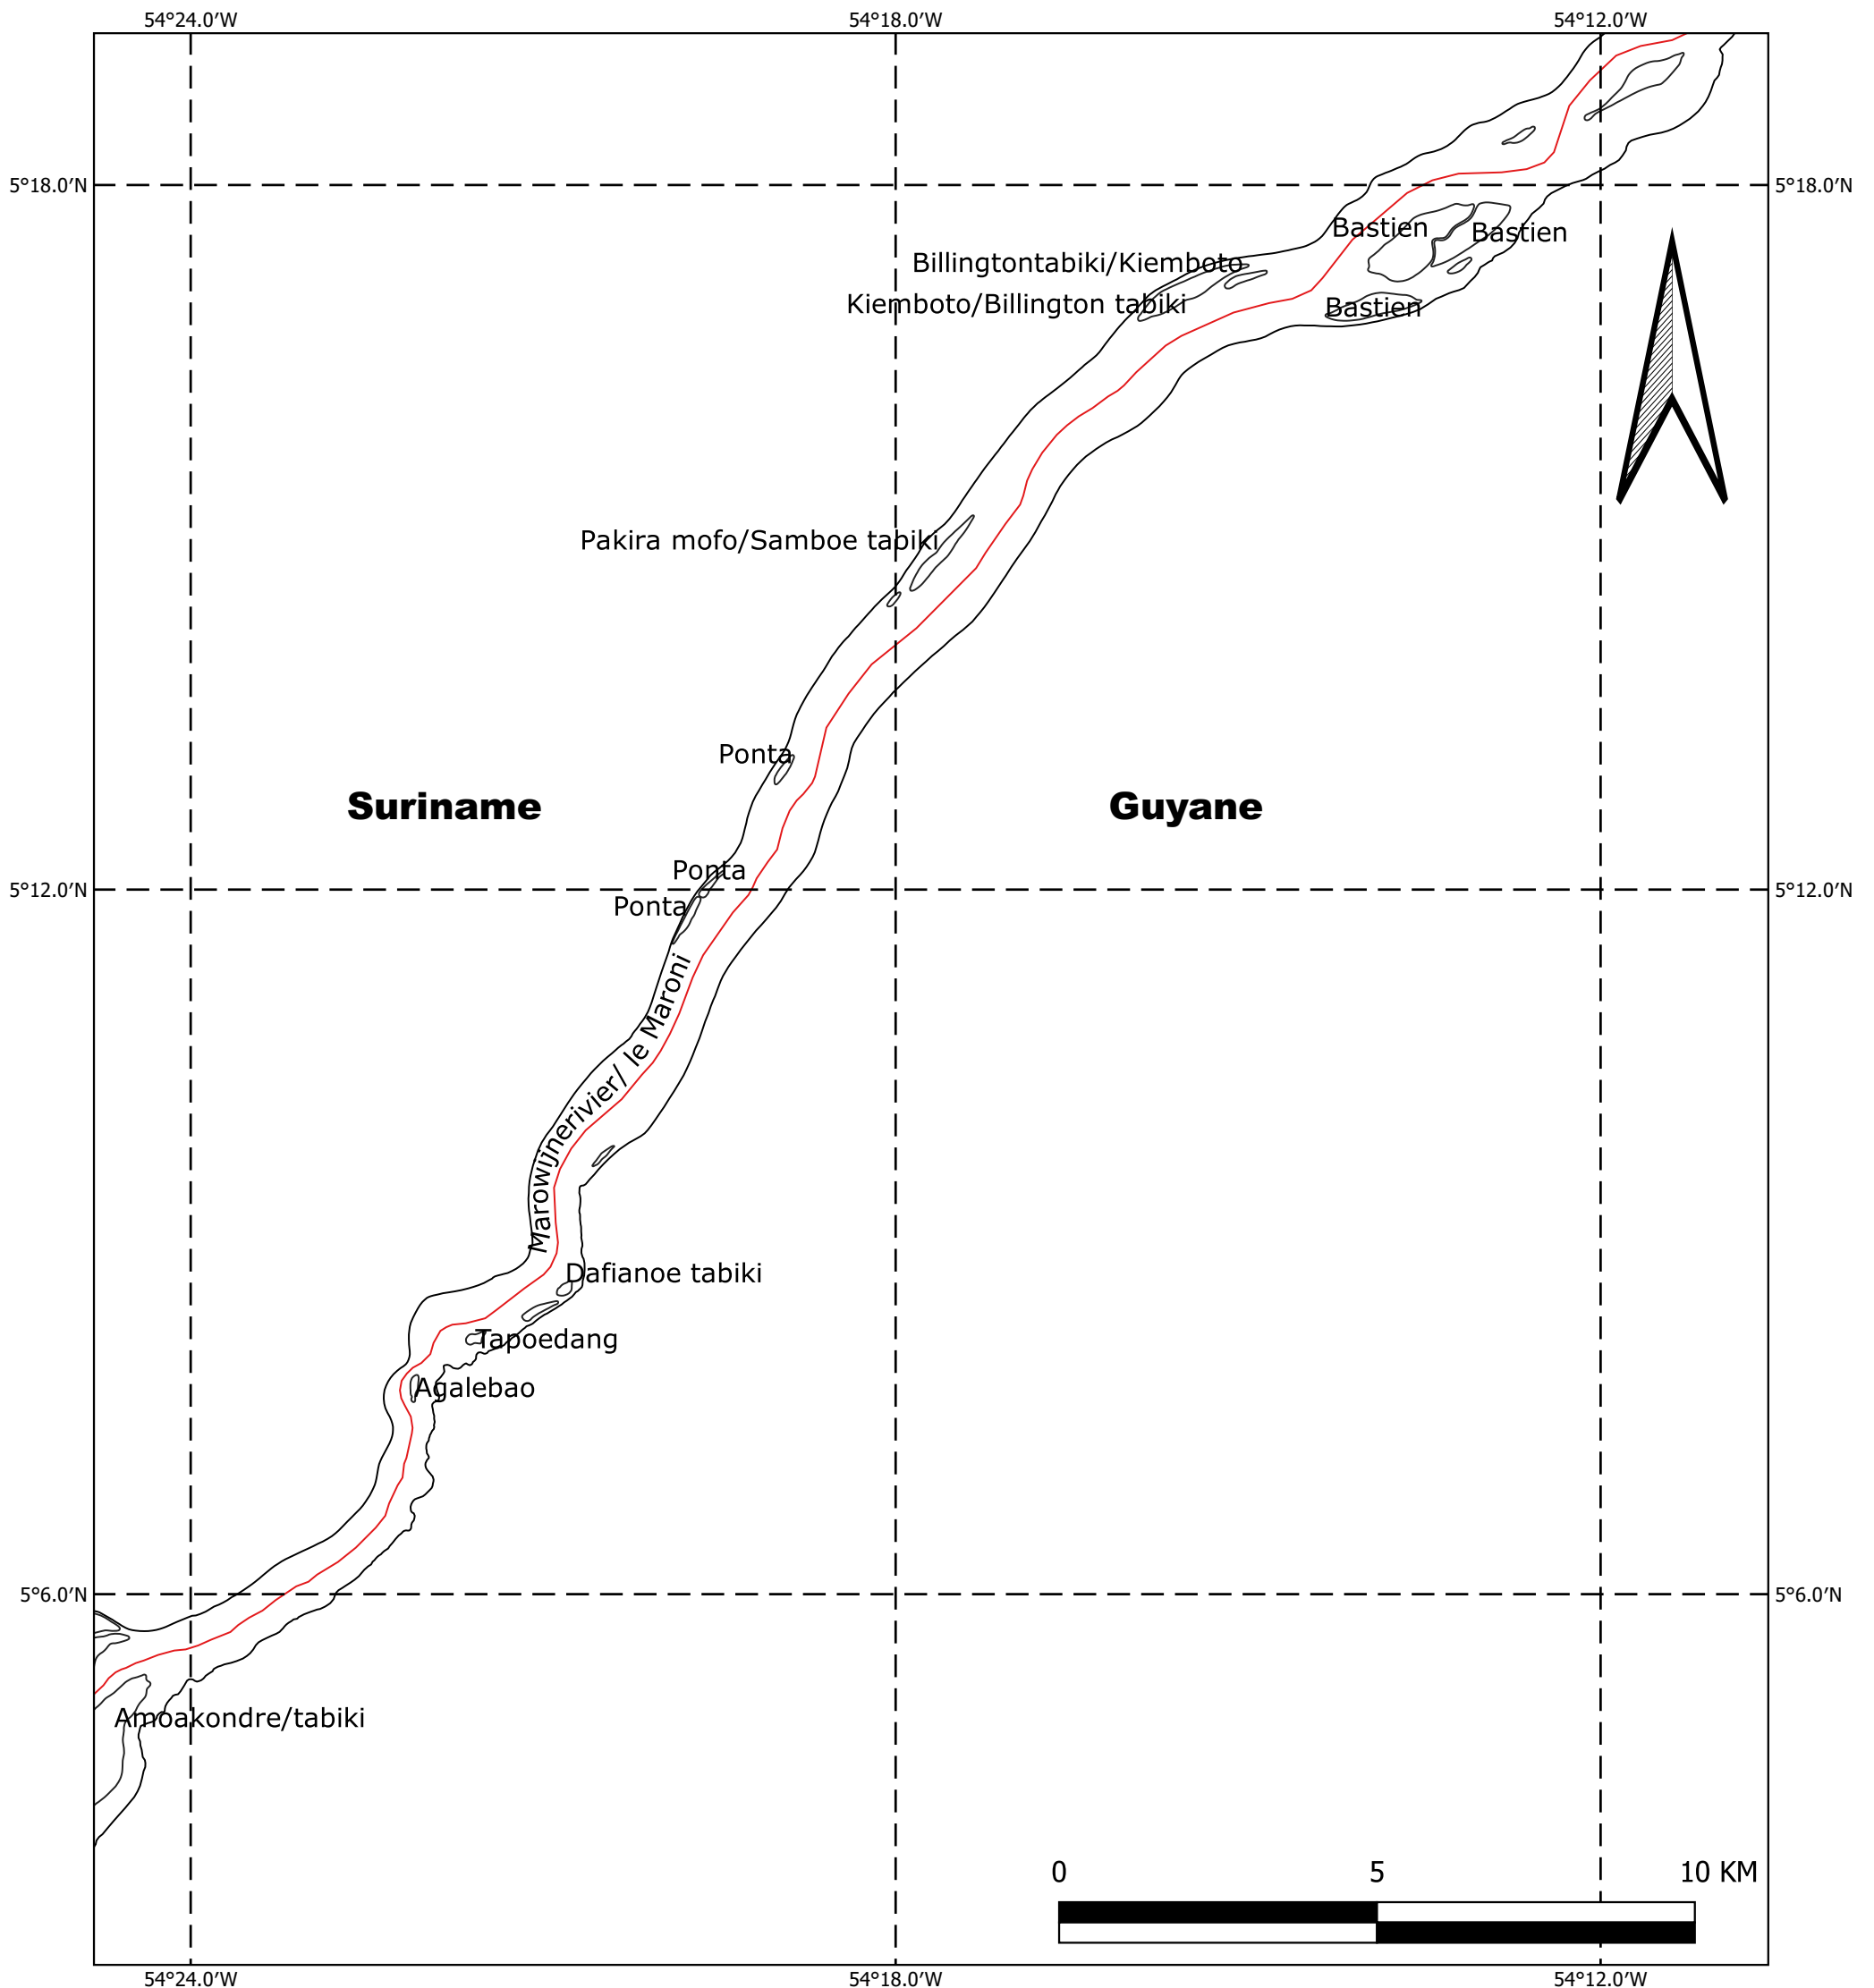 54°24.0'W
54°18.0'W
54°12.0'W
5°18.0'N
5°18.0'N
Bastien
Bastien
Billingtontabiki/Kiemboto
Kiemboto/Billington tabiki
Bastien
Pakira mofo/Samboe tabiki
Ponta
Suriname
Guyane
Ponta
5°12.0'N
5°12.0'N
Ponta
Marowijnerivier/ le Maroni
Dafianoe tabiki
Tapoedang
Agalebao
5°6.0'N
5°6.0'N
Amoakondre/tabiki
0
5
10 KM
54°24.0'W
54°18.0'W
54°12.0'W